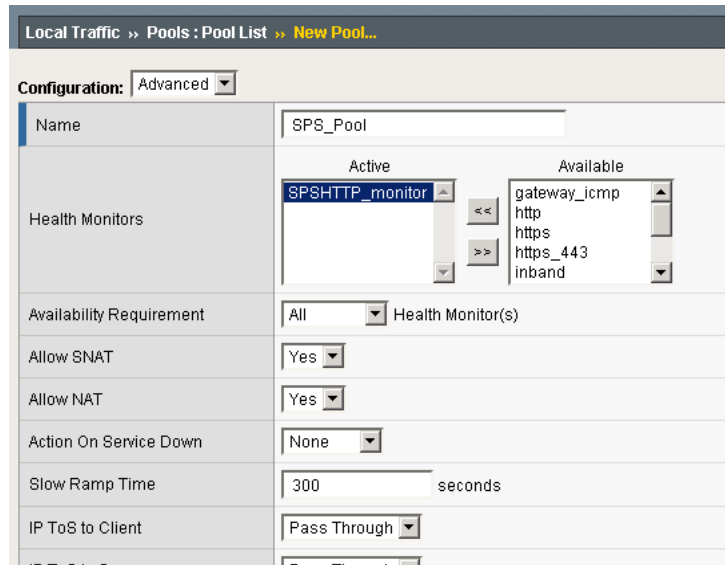 Local Traffic » Pools : Pool List » New Pool...
Configuration: Advanced
Name SPS_Pool
Active Available
Health Monitors
SPSHTTP_monitor
<<
>>
gateway_icmp
http
https
https_443
inband
Availability Requirement All Health Monitor(s)
Allow SNAT Yes
Allow NAT Yes
Action On Service Down None
Slow Ramp Time 300 seconds
IP ToS to Client Pass Through